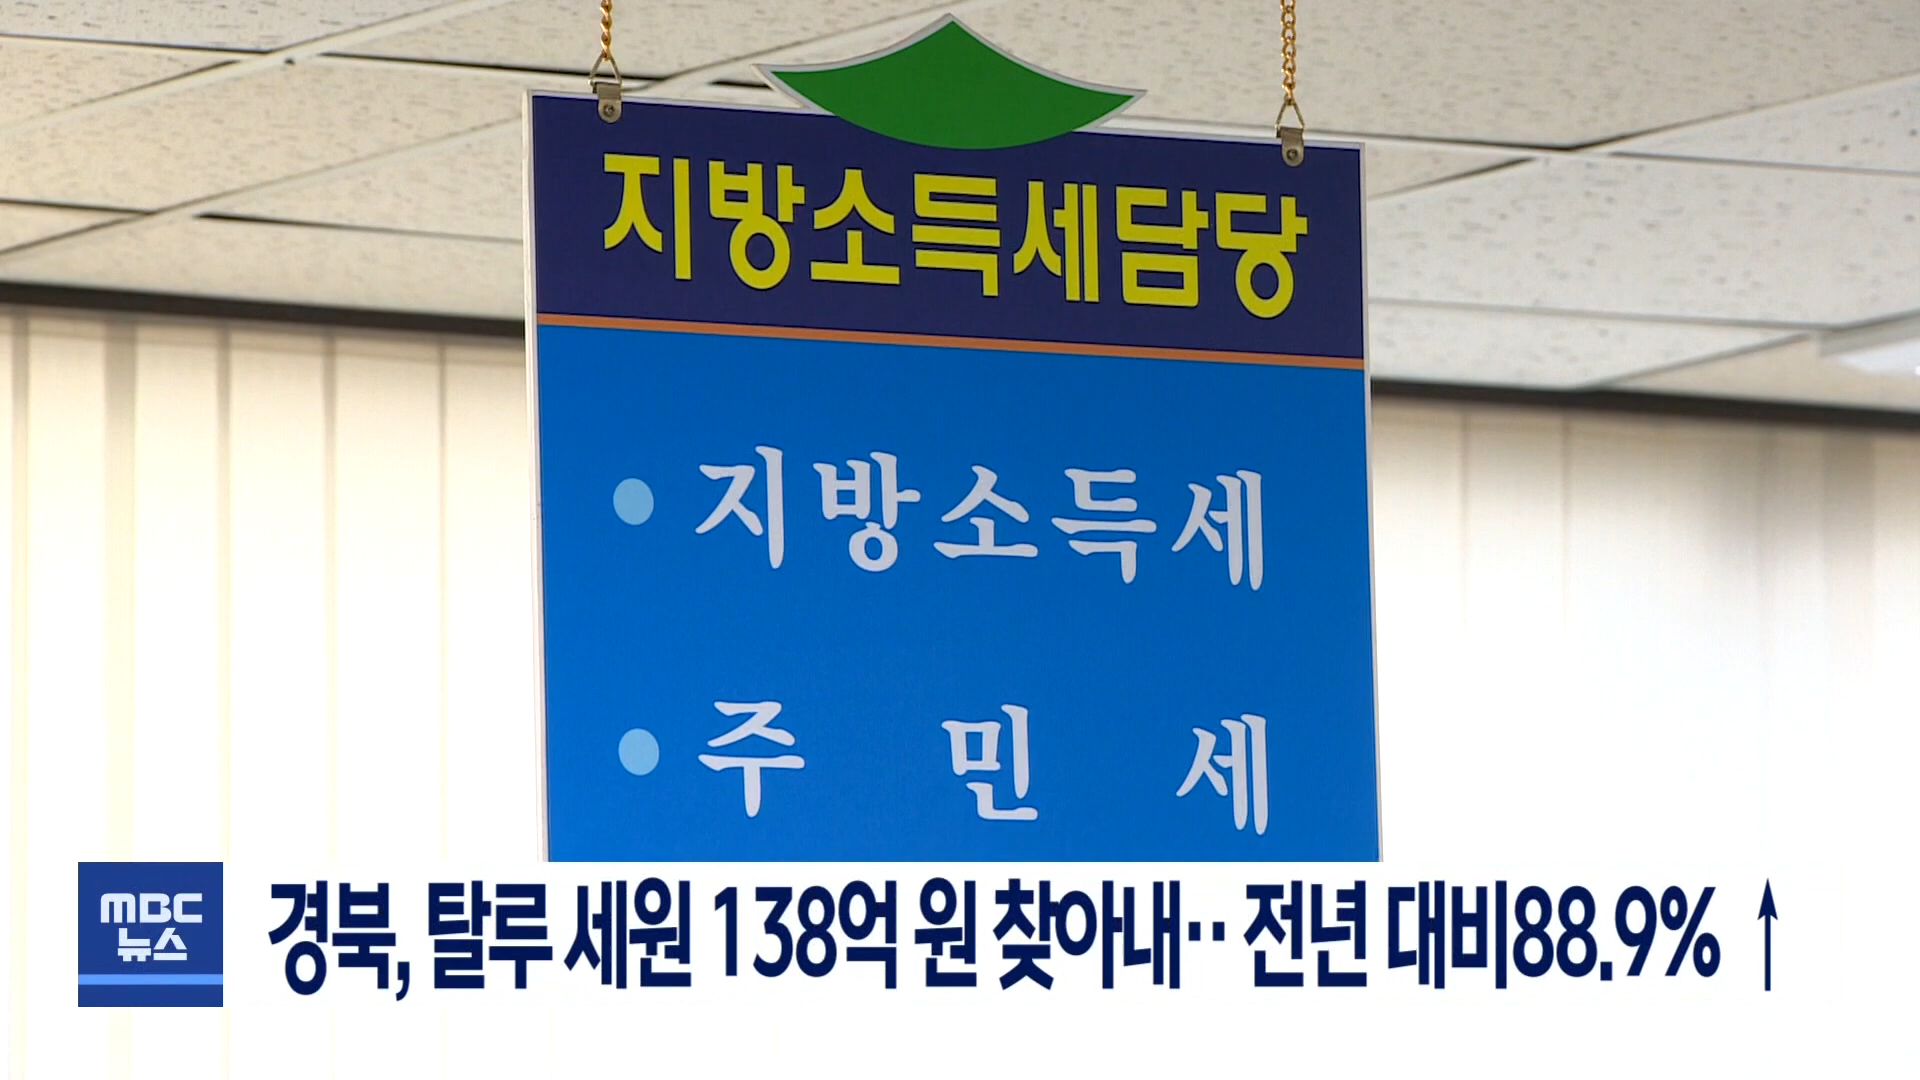 지방소득세담당
지방소득세
주 민 세
MBC
뉴스
경북, 탈루 세원 138억 원 찾아내‥ 전년 대비88.9% ↑